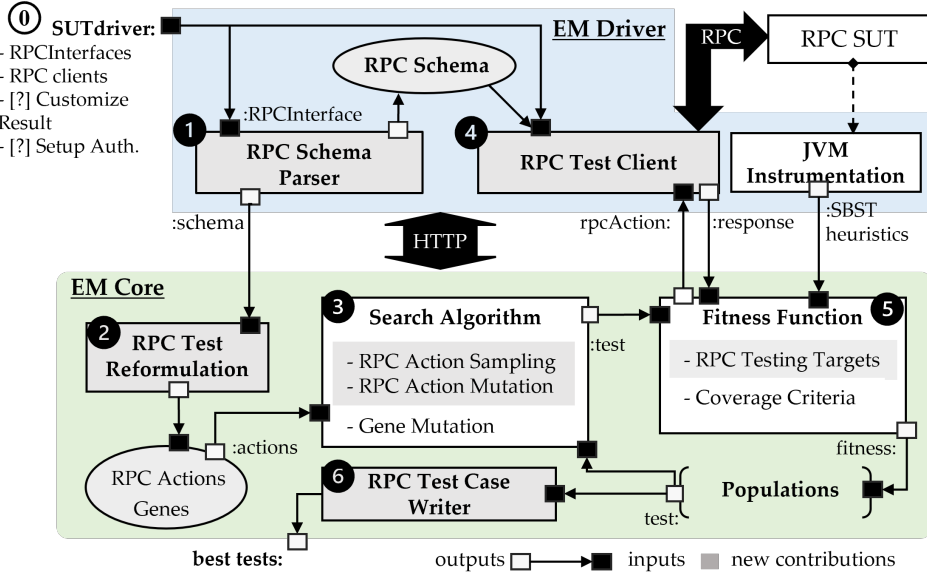 0
SUTdriver:
- RPCInterfaces
- RPC clients
- [?] Customize
Result
- [?] Setup Auth.
EM Driver
RPC
RPC SUT
RPC Schema
:RPCInterface
1
RPC Schema
Parser
4
RPC Test Client
JVM
Instrumentation
:schema
HTTP
rpcAction:
:response
:SBST
heuristics
EM Core
2
RPC Test
Reformulation
3
Search Algorithm
- RPC Action Sampling
- RPC Action Mutation
- Gene Mutation
:test
5
Fitness Function
- RPC Testing Targets
- Coverage Criteria
:actions
fitness:
RPC Actions
Genes
6
RPC Test Case
Writer
test:
Populations
best tests:
outputs
inputs
new contributions